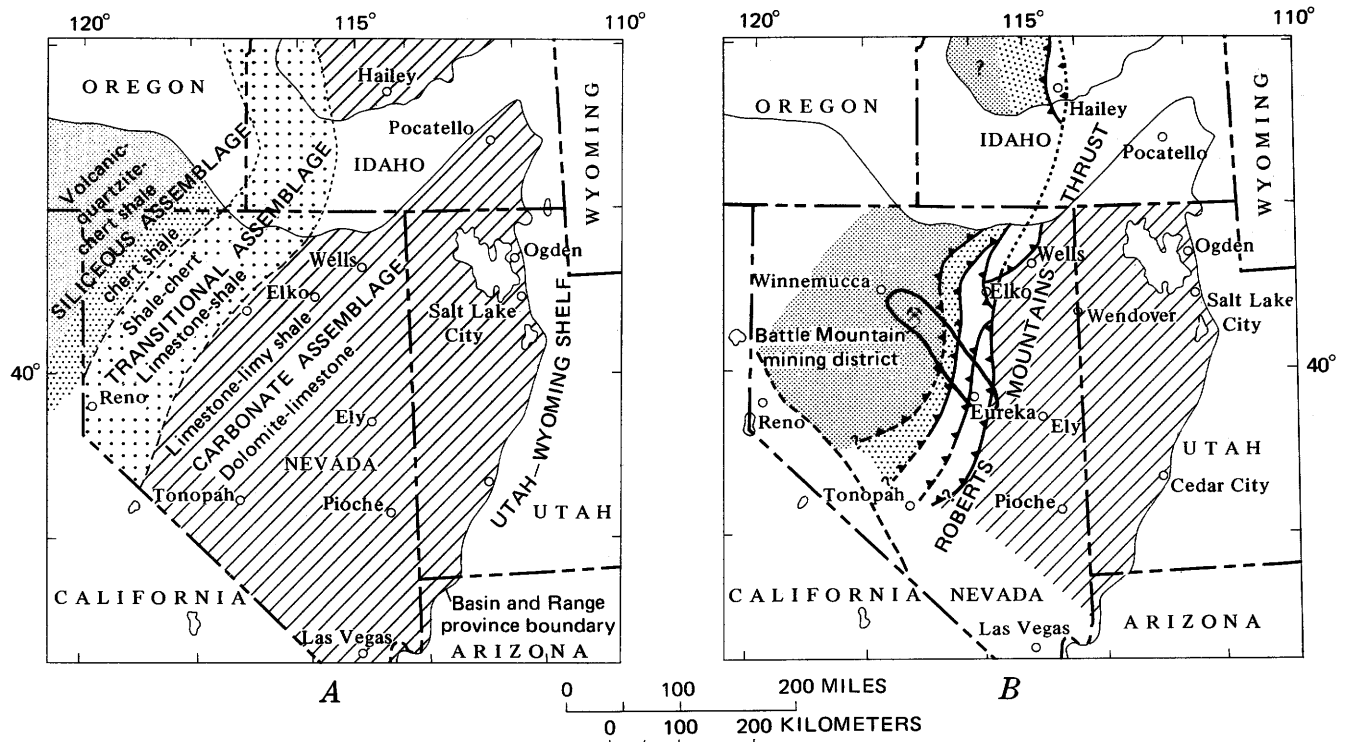 120°
115°
110°
OREGON
Hailey
Pocatello
IDAHO
WYOMING
Volcanic-
quartzite-
chert shale
SILICEOUS ASSEMBLAGE
chert shale
Shale-chert
TRANSITIONAL ASSEMBLAGE
Limestone-shale
Wells
Elko
Ogden
Salt Lake
City
Limestone-limy shale
CARBONATE ASSEMBLAGE
Dolomite-limestone
UTAH-WYOMING SHELF
40°
Reno
Ely
NEVADA
Tonopah
Pioche
UTAH
CALIFORNIA
Basin and Range
province boundary
Las Vegas
ARIZONA
A
120°
115°
110°
?
OREGON
Hailey
IDAHO
Pocatello
WYOMING
ROBERTS MOUNTAINS THRUST
Wells
Ogden
Winnemucca
Elko
Salt Lake
City
Wendover
Battle Mountain
mining district
40°
Eureka
Reno
Ely
?
UTAH
?
Tonopah
?
Pioche
Cedar City
CALIFORNIA
NEVADA
Las Vegas
ARIZONA
B
0 100 200 MILES
0 100 200 KILOMETERS